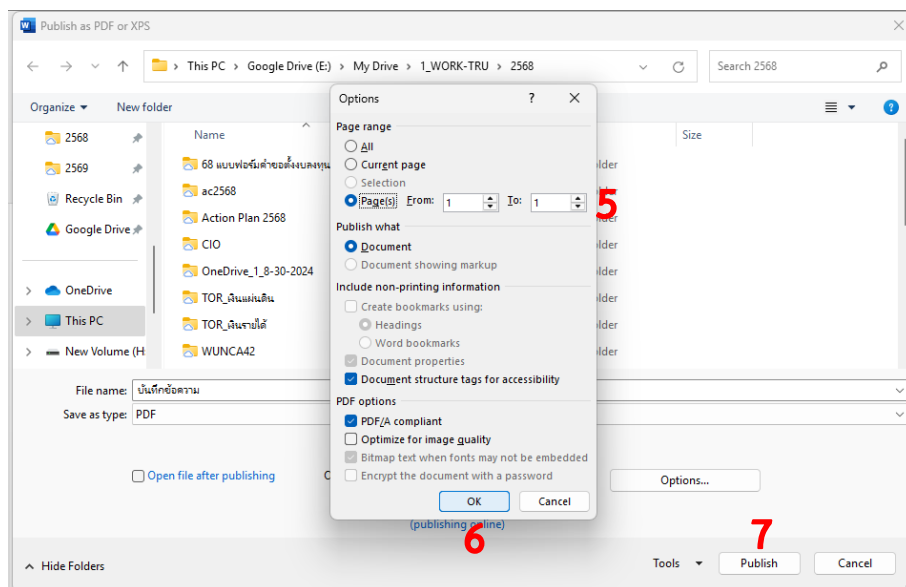 Publish as PDF or XPS
This PC > Google Drive (E:) > My Drive > 1_WORK-TRU > 2568
Search 2568
Organize
New folder
2568
2569
Recycle Bin
Google Drive
OneDrive
This PC
New Volume (H:
Name
Size
68 แบบฟอร์มคำขอตั้งงบลงทุน
ac2568
Action Plan 2568
CIO
OneDrive_1_8-30-2024
TOR_เงินแผ่นดิน
TOR_เงินรายได้
WUNCA42
lder
lder
lder
lder
lder
lder
lder
lder
Options
?
Page range
All
Current page
Selection
Page(s) From: 1 To: 1
5
Publish what
Document
Document showing markup
Include non-printing information
Create bookmarks using:
Headings
Word bookmarks
Document properties
Document structure tags for accessibility
PDF options
PDF/A compliant
Optimize for image quality
Bitmap text when fonts may not be embedded
Encrypt the document with a password
OK
Cancel
6
File name: บันทึกข้อความ
Save as type: PDF
Open file after publishing
Options...
(publishing online)
7
Hide Folders
Tools
Publish
Cancel